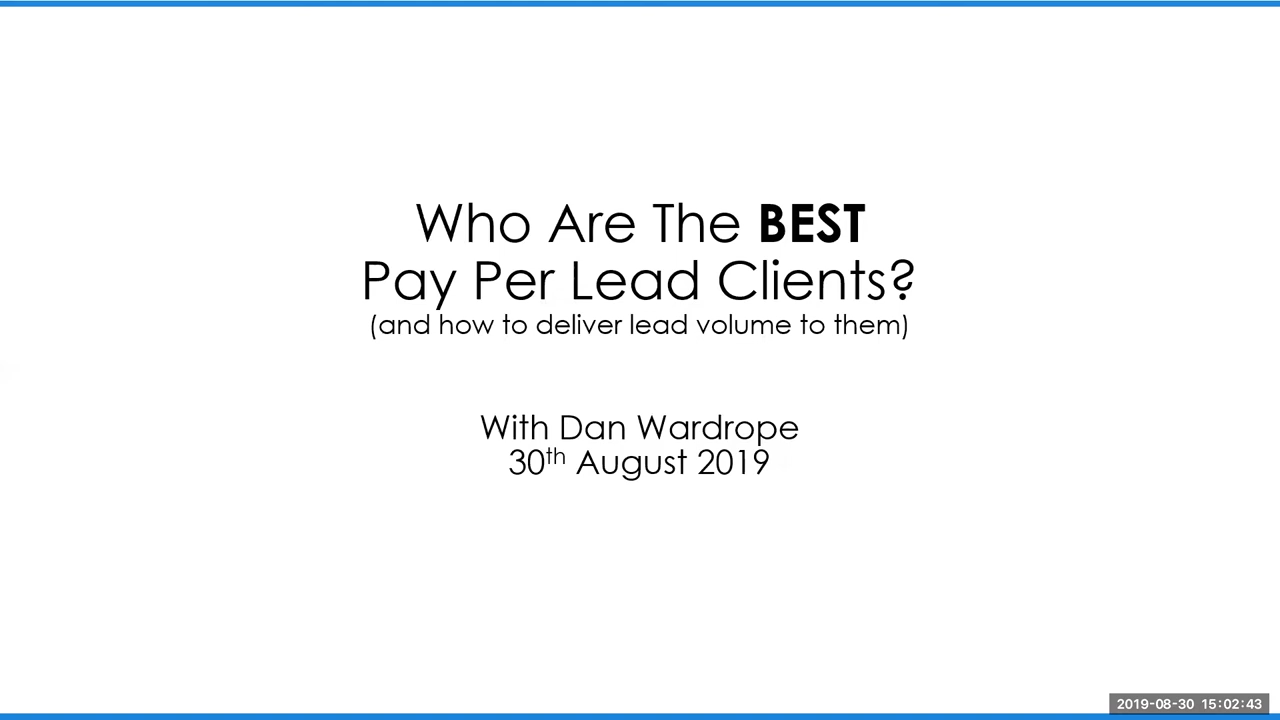 Who Are The BEST
Pay Per Lead Clients?
(and how to deliver lead volume to them)
With Dan Wardrope
30th August 2019
2019-08-30 15:02:43